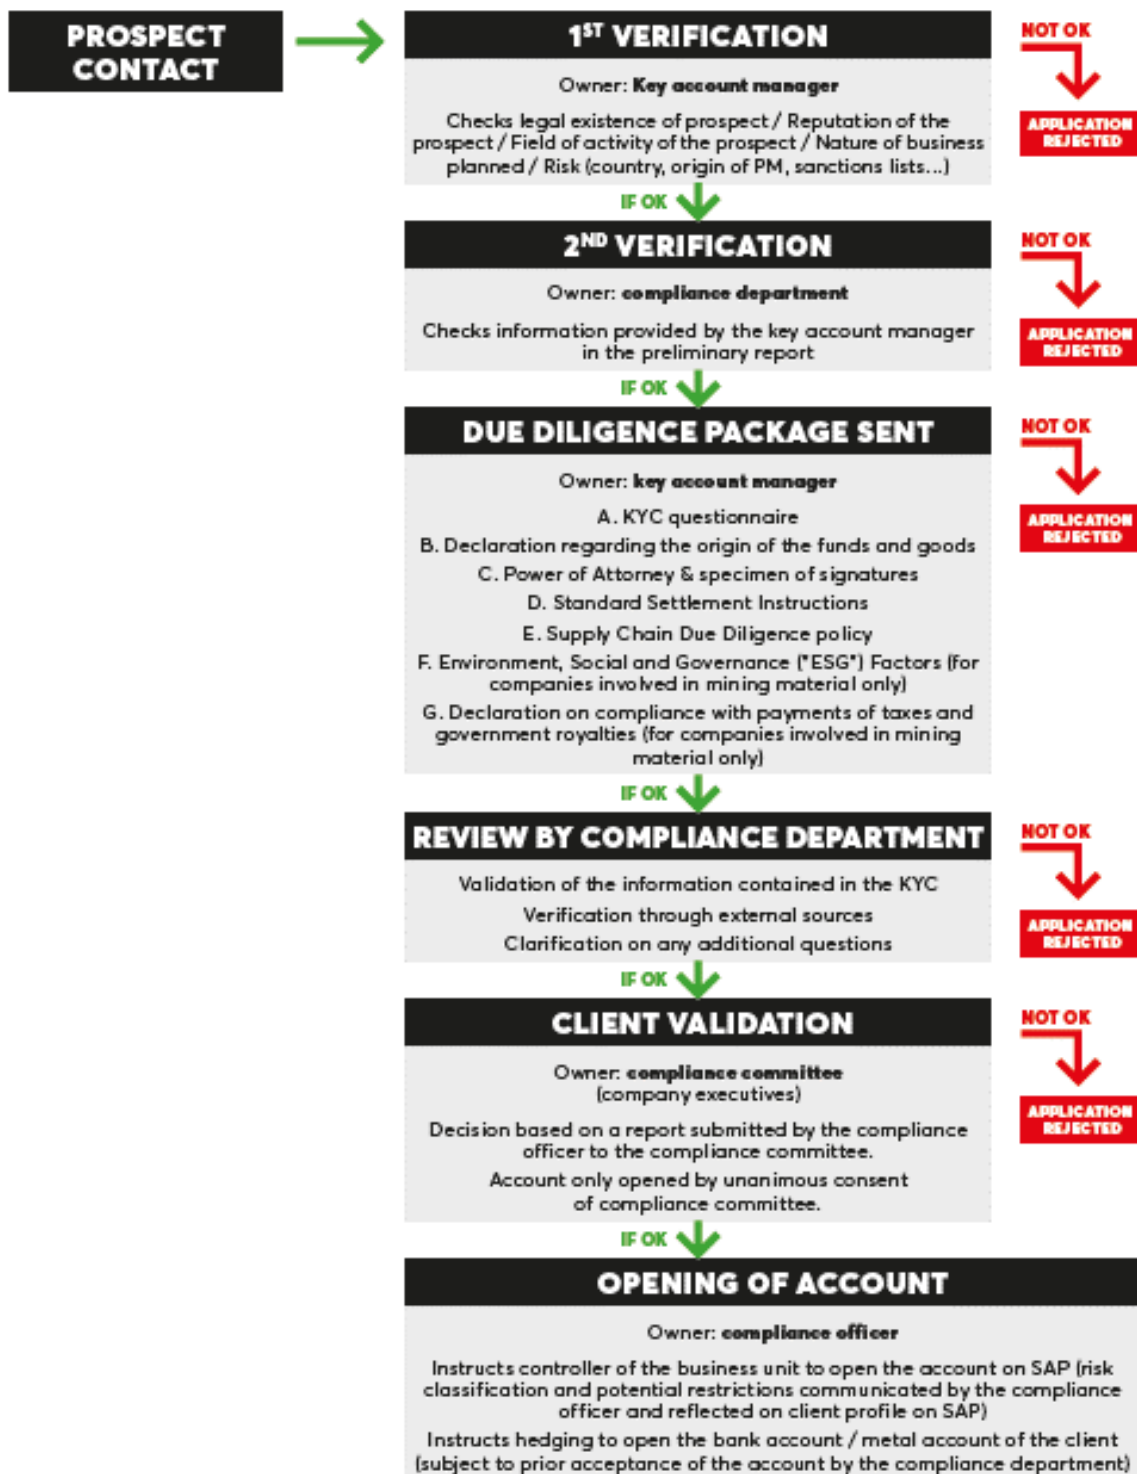 PROSPECT
CONTACT
1ST VERIFICATION
Owner: Key account manager
Checks legal existence of prospect / Reputation of the
prospect / Field of activity of the prospect / Nature of business
planned / Risk (country, origin of PM, sanctions lists...)
NOT OK
APPLICATION
REJECTED
IF OK
2ND VERIFICATION
Owner: compliance department
Checks information provided by the key account manager
in the preliminary report
NOT OK
APPLICATION
REJECTED
IF OK
DUE DILIGENCE PACKAGE SENT
Owner: key account manager
A. KYC questionnaire
B. Declaration regarding the origin of the funds and goods
C. Power of Attorney & specimen of signatures
D. Standard Settlement Instructions
E. Supply Chain Due Diligence policy
F. Environment, Social and Governance ("ESG") Factors (for
companies involved in mining material only)
G. Declaration on compliance with payments of taxes and
government royalties (for companies involved in mining
material only)
NOT OK
APPLICATION
REJECTED
IF OK
REVIEW BY COMPLIANCE DEPARTMENT
Validation of the information contained in the KYC
Verification through external sources
Clarification on any additional questions
NOT OK
APPLICATION
REJECTED
IF OK
CLIENT VALIDATION
Owner: compliance committee
(company executives)
Decision based on a report submitted by the compliance
officer to the compliance committee.
Account only opened by unanimous consent
of compliance committee.
NOT OK
APPLICATION
REJECTED
IF OK
OPENING OF ACCOUNT
Owner: compliance officer
Instructs controller of the business unit to open the account on SAP (risk
classification and potential restrictions communicated by the compliance
officer and reflected on client profile on SAP)
Instructs hedging to open the bank account / metal account of the client
(subject to prior acceptance of the account by the compliance department)